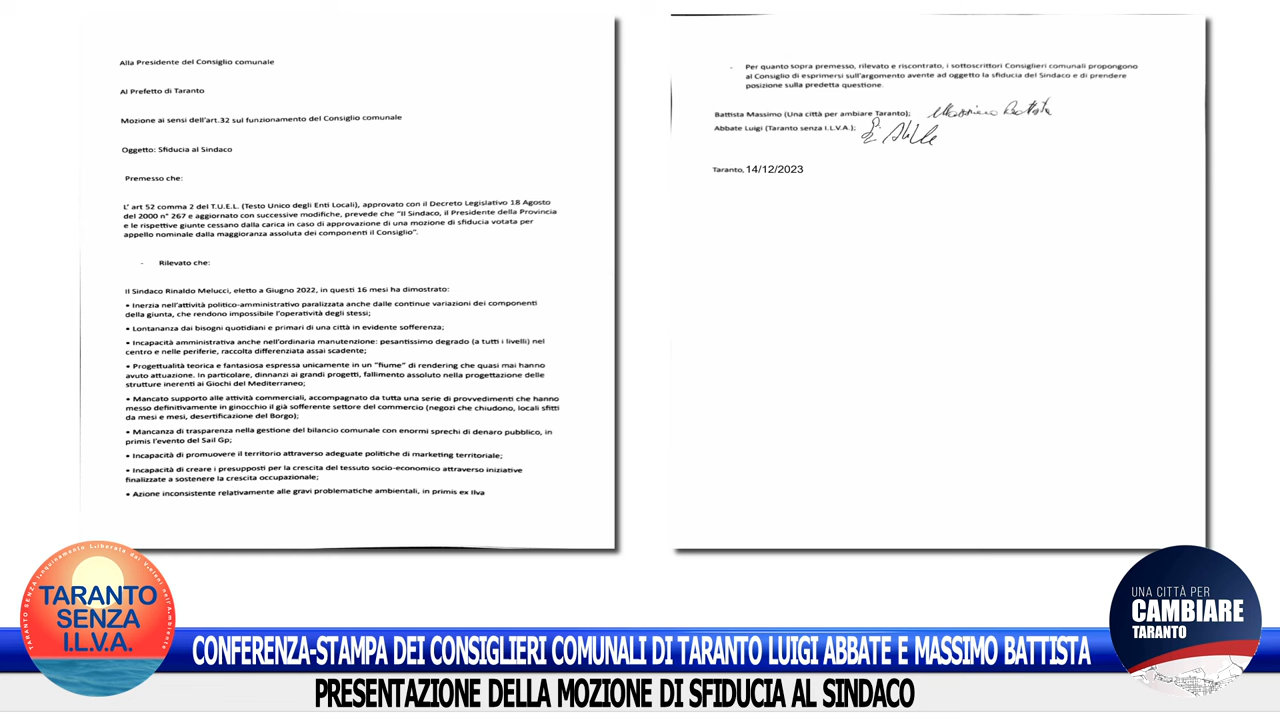 Alla Presidente del Consiglio comunale
Al Prefetto di Taranto
Mozione ai sensi dell'art.32 sul funzionamento del Consiglio comunale
Oggetto: Sfiducia al Sindaco
Premesso che:
L' art 52 comma 2 del T.U.E.L. (Testo Unico degli Enti Locali), approvato con il Decreto Legislativo 18 Agosto
del 2000 n° 267 e aggiornato con successive modifiche, prevede che "Il Sindaco, il Presidente della Provincia
e le rispettive giunte cessano dalla carica in caso di approvazione di una mozione di sfiducia votata per
appello nominale dalla maggioranza assoluta dei componenti il Consiglio".
- Rilevato che:
Il Sindaco Rinaldo Melucci, eletto a Giugno 2022, in questi 16 mesi ha dimostrato:
• Inerzia nell'attività politico-amministrativo paralizzata anche dalle continue variazioni dei componenti
della giunta, che rendono impossibile l'operatività degli stessi;
• Lontananza dai bisogni quotidiani e primari di una città in evidente sofferenza;
• Incapacità amministrativa anche nell'ordinaria manutenzione: pesantissimo degrado (a tutti i livelli) nel
centro e nelle periferie, raccolta differenziata assai scadente;
• Progettualità teorica e fantasiosa espressa unicamente in un "fiume" di rendering che quasi mai hanno
avuto attuazione. In particolare, dinnanzi ai grandi progetti, fallimento assoluto nella progettazione delle
strutture inerenti ai Giochi del Mediterraneo;
• Mancato supporto alle attività commerciali, accompagnato da tutta una serie di provvedimenti che hanno
messo definitivamente in ginocchio il già sofferente settore del commercio (negozi che chiudono, locali sfitti
da mesi e mesi, desertificazione del Borgo);
• Mancanza di trasparenza nella gestione del bilancio comunale con enormi sprechi di denaro pubblico, in
primis l'evento del Sail Gp;
• Incapacità di promuovere il territorio attraverso adeguate politiche di marketing territoriale;
• Incapacità di creare i presupposti per la crescita del tessuto socio-economico attraverso iniziative
finalizzate a sostenere la crescita occupazionale;
• Azione inconsistente relativamente alle gravi problematiche ambientali, in primis ex Ilva
- Per quanto sopra premesso, rilevato e riscontrato, i sottoscrittori Consiglieri comunali propongono
al Consiglio di esprimersi sull'argomento avente ad oggetto la sfiducia del Sindaco e di prendere
posizione sulla predetta questione.
Battista Massimo (Una città per ambiare Taranto); Massimo Battista
Abbate Luigi (Taranto senza I.L.V.A.);
Taranto, 14/12/2023
TARANTO SENZA Inquinamento Liberata dai Veleni nell'Ambiente
TARANTO
SENZA
I.L.V.A.
UNA CITTÀ PER
CAMBIARE
TARANTO
CONFERENZA-STAMPA DEI CONSIGLIERI COMUNALI DI TARANTO LUIGI ABBATE E MASSIMO BATTISTA
PRESENTAZIONE DELLA MOZIONE DI SFIDUCIA AL SINDACO